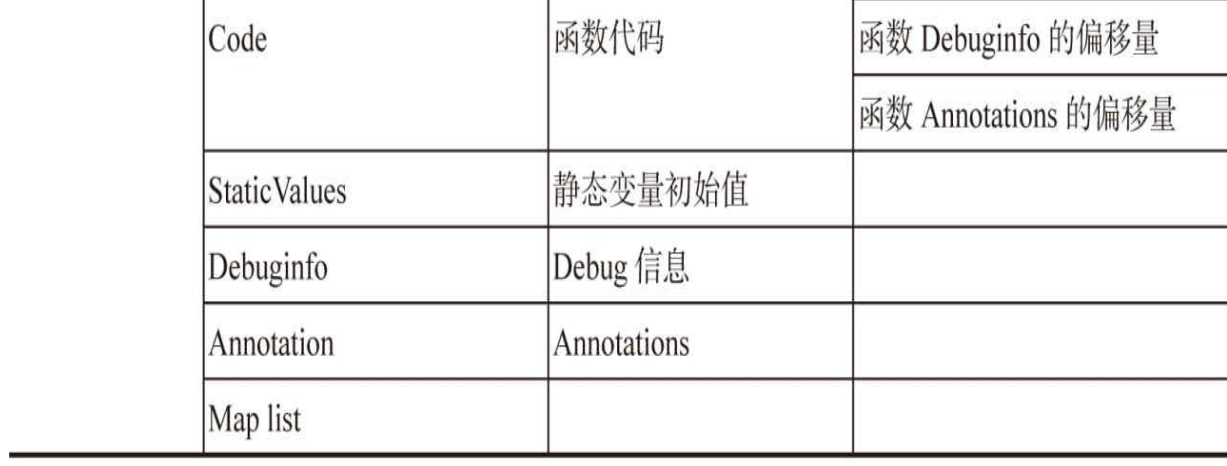 Code 函数代码 函数 Debuginfo 的偏移量
函数 Annotations 的偏移量
StaticValues 静态变量初始值
Debuginfo Debug 信息
Annotation Annotations
Map list